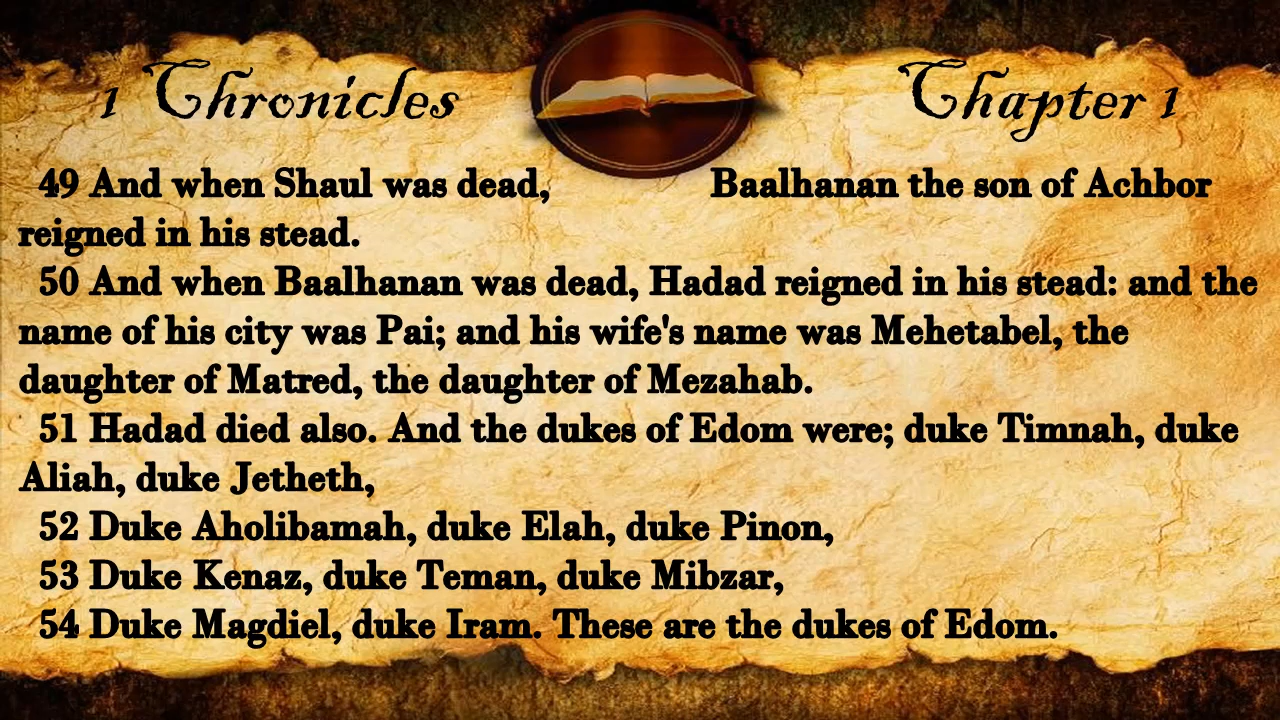 1 Chronicles Chapter 1
49 And when Shaul was dead, Baalhanan the son of Achbor
reigned in his stead.
50 And when Baalhanan was dead, Hadad reigned in his stead: and the
name of his city was Pai; and his wife's name was Mehetabel, the
daughter of Matred, the daughter of Mezahab.
51 Hadad died also. And the dukes of Edom were; duke Timnah, duke
Aliah, duke Jetheth,
52 Duke Aholibamah, duke Elah, duke Pinon,
53 Duke Kenaz, duke Teman, duke Mibzar,
54 Duke Magdiel, duke Iram. These are the dukes of Edom.